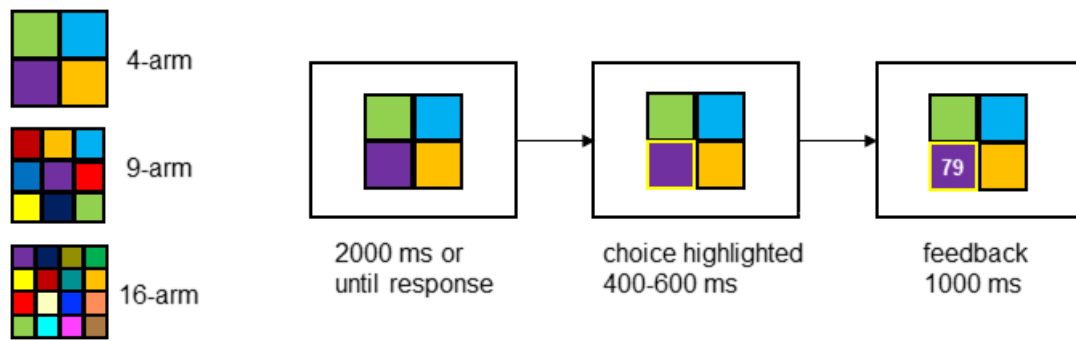 4-arm
9-arm
16-arm
79
2000 ms or
until response
choice highlighted
400-600 ms
feedback
1000 ms